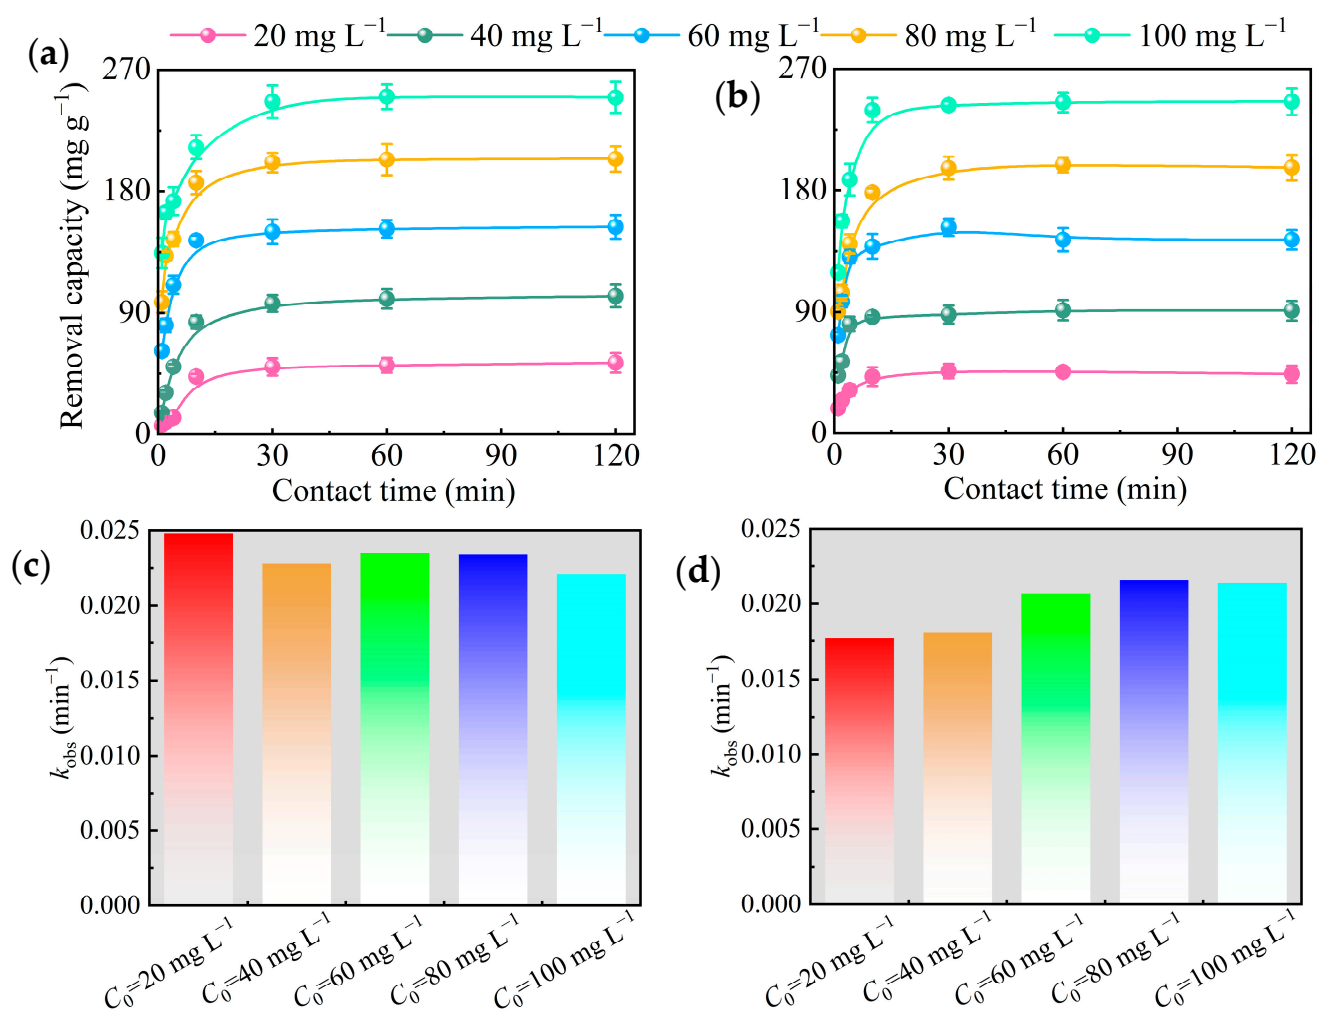 20 mg L⁻¹ 40 mg L⁻¹ 60 mg L⁻¹ 80 mg L⁻¹ 100 mg L⁻¹
(a)
270
180
90
0
Removal capacity (mg g⁻¹)
0 30 60 90 120
Contact time (min)
(b)
270
180
90
0
0 30 60 90 120
Contact time (min)
(c)
0.025
0.020
0.015
0.010
0.005
0.000
k_obs (min⁻¹)
C₀=20 mg L⁻¹
C₀=40 mg L⁻¹
C₀=60 mg L⁻¹
C₀=80 mg L⁻¹
C₀=100 mg L⁻¹
(d)
0.025
0.020
0.015
0.010
0.005
0.000
k_obs (min⁻¹)
C₀=20 mg L⁻¹
C₀=40 mg L⁻¹
C₀=60 mg L⁻¹
C₀=80 mg L⁻¹
C₀=100 mg L⁻¹